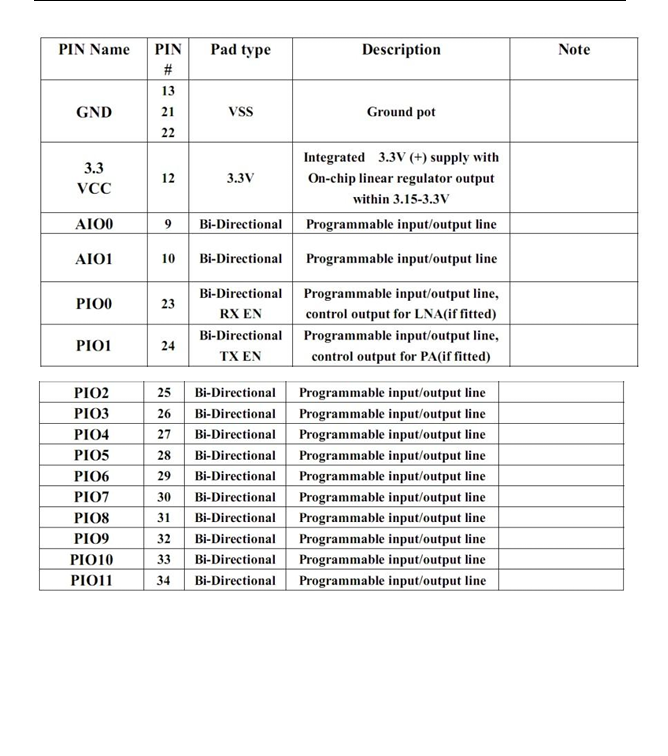 PIN Name PIN # Pad type Description Note
GND 13 21 22 VSS Ground pot
3.3 VCC 12 3.3V Integrated 3.3V (+) supply with On-chip linear regulator output within 3.15-3.3V
AIO0 9 Bi-Directional Programmable input/output line
AIO1 10 Bi-Directional Programmable input/output line
PIO0 23 Bi-Directional RX EN Programmable input/output line, control output for LNA(if fitted)
PIO1 24 Bi-Directional TX EN Programmable input/output line, control output for PA(if fitted)
PIO2 25 Bi-Directional Programmable input/output line
PIO3 26 Bi-Directional Programmable input/output line
PIO4 27 Bi-Directional Programmable input/output line
PIO5 28 Bi-Directional Programmable input/output line
PIO6 29 Bi-Directional Programmable input/output line
PIO7 30 Bi-Directional Programmable input/output line
PIO8 31 Bi-Directional Programmable input/output line
PIO9 32 Bi-Directional Programmable input/output line
PIO10 33 Bi-Directional Programmable input/output line
PIO11 34 Bi-Directional Programmable input/output line